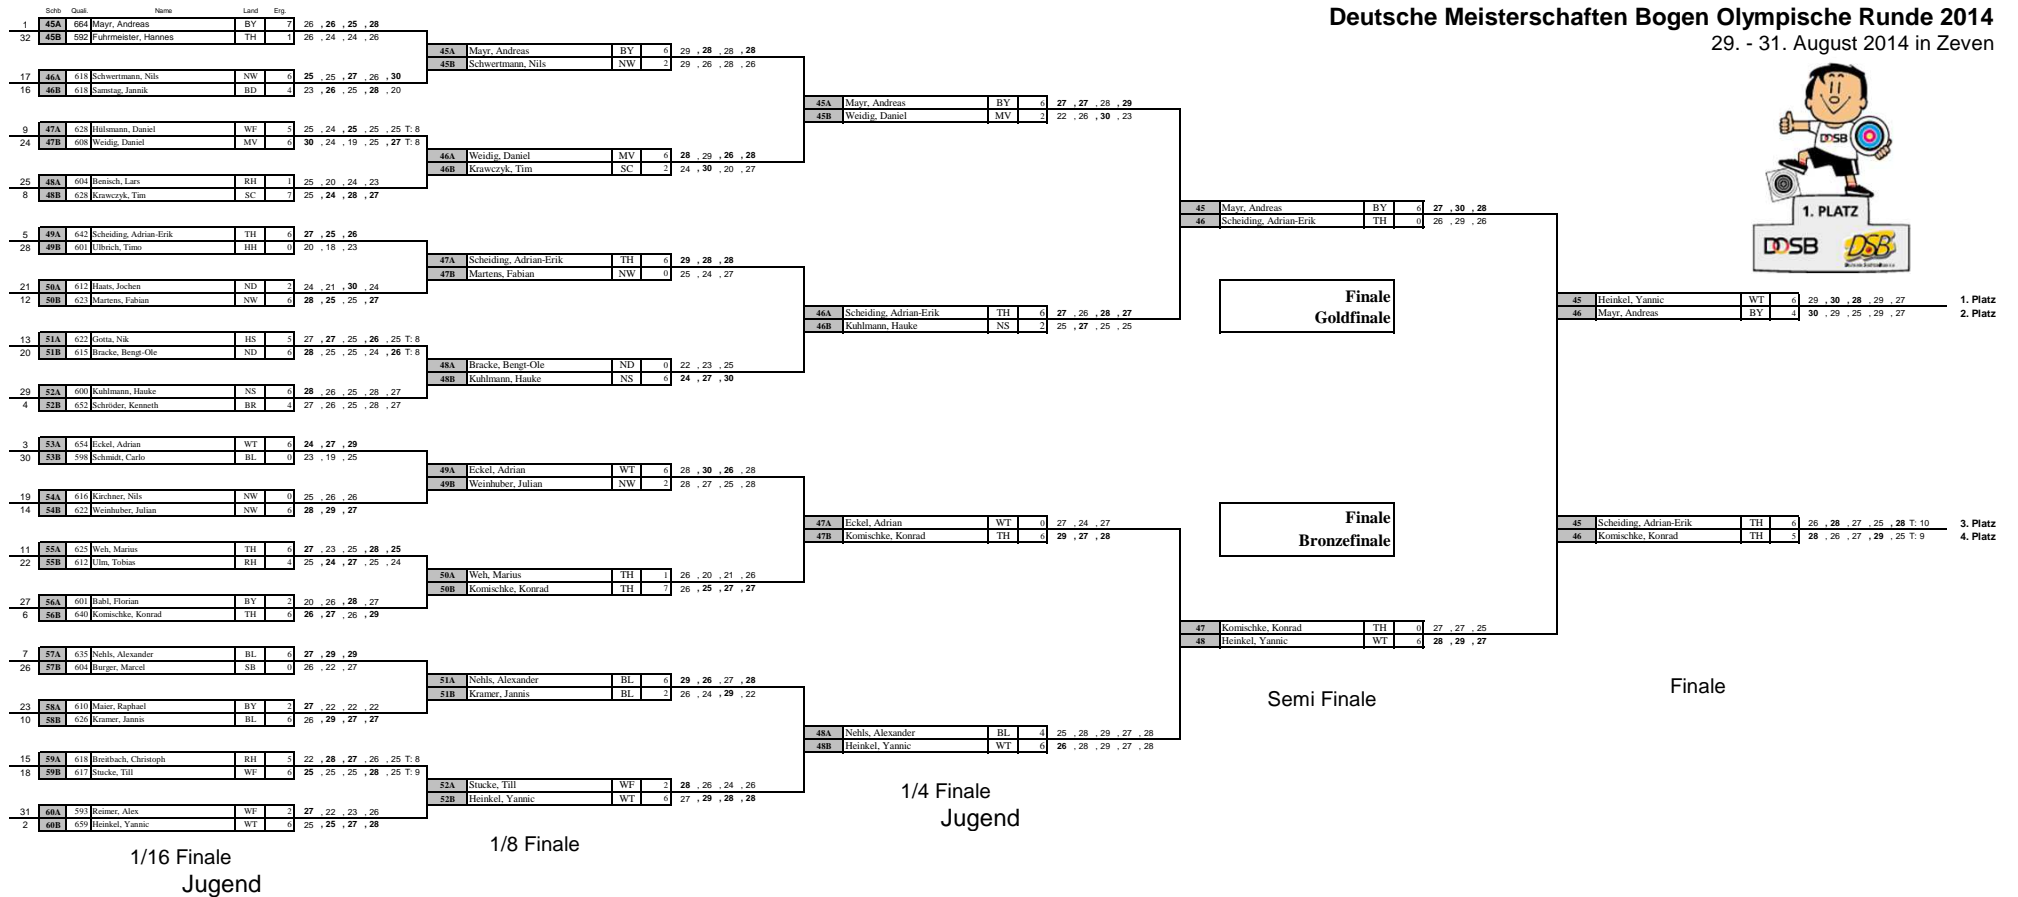 Deutsche Meisterschaften Bogen Olympische Runde 2014
29. - 31. August 2014 in Zeven
DOSB
1. PLATZ
DOSB DSB
Schb Quali. Name Land Erg.
1 45A 664 Mayr, Andreas BY 7 26 , 26 , 25 , 28
32 45B 592 Fuhrmeister, Hannes TH 1 26 , 24 , 24 , 26
17 46A 618 Schwertmann, Nils NW 6 25 , 25 , 27 , 26 , 30
16 46B 618 Samstag, Jannik BD 4 23 , 26 , 25 , 28 , 20
9 47A 628 Hülsmann, Daniel WF 5 25 , 24 , 25 , 25 , 25 T: 8
24 47B 608 Weidig, Daniel MV 6 30 , 24 , 19 , 25 , 27 T: 8
25 48A 604 Benisch, Lars RH 1 25 , 20 , 24 , 23
8 48B 628 Krawczyk, Tim SC 7 25 , 24 , 28 , 27
5 49A 642 Scheiding, Adrian-Erik TH 6 27 , 25 , 26
28 49B 601 Ulbrich, Timo HH 0 20 , 18 , 23
21 50A 612 Haats, Jochen ND 2 24 , 21 , 30 , 24
12 50B 623 Martens, Fabian NW 6 28 , 25 , 25 , 27
13 51A 622 Gotta, Nik HS 5 27 , 27 , 25 , 26 , 25 T: 8
20 51B 615 Bracke, Bengt-Ole ND 6 28 , 25 , 25 , 24 , 26 T: 8
29 52A 600 Kuhlmann, Hauke NS 6 28 , 26 , 25 , 28 , 27
4 52B 652 Schröder, Kenneth BR 4 27 , 26 , 25 , 28 , 27
3 53A 654 Eckel, Adrian WT 6 24 , 27 , 29
30 53B 598 Schmidt, Carlo BL 0 23 , 19 , 25
19 54A 616 Kirchner, Nils NW 0 25 , 26 , 26
14 54B 622 Weinhuber, Julian NW 6 28 , 29 , 27
11 55A 625 Weh, Marius TH 6 27 , 23 , 25 , 28 , 25
22 55B 612 Ulm, Tobias RH 4 25 , 24 , 27 , 25 , 24
27 56A 601 Babl, Florian BY 2 20 , 26 , 28 , 27
6 56B 640 Komischke, Konrad TH 6 26 , 27 , 26 , 29
7 57A 635 Nehls, Alexander BL 6 27 , 29 , 29
26 57B 604 Burger, Marcel SB 0 26 , 22 , 27
23 58A 610 Maier, Raphael BY 2 27 , 22 , 22 , 22
10 58B 626 Kramer, Jannis BL 6 26 , 29 , 27 , 27
15 59A 618 Breitbach, Christoph RH 5 22 , 28 , 27 , 26 , 25 T: 8
18 59B 617 Stucke, Till WF 6 25 , 25 , 25 , 28 , 25 T: 9
31 60A 593 Reimer, Alex WF 2 27 , 22 , 23 , 26
2 60B 659 Heinkel, Yannic WT 6 25 , 25 , 27 , 28
1/16 Finale
Jugend
45A Mayr, Andreas BY 6 29 , 28 , 28 , 28
45B Schwertmann, Nils NW 2 29 , 26 , 28 , 26
46A Weidig, Daniel MV 6 28 , 29 , 26 , 28
46B Krawczyk, Tim SC 2 24 , 30 , 20 , 27
47A Scheiding, Adrian-Erik TH 6 29 , 28 , 28
47B Martens, Fabian NW 0 25 , 24 , 27
48A Bracke, Bengt-Ole ND 0 22 , 23 , 25
48B Kuhlmann, Hauke NS 6 24 , 27 , 30
49A Eckel, Adrian WT 6 28 , 30 , 26 , 28
49B Weinhuber, Julian NW 2 28 , 27 , 25 , 28
50A Weh, Marius TH 1 26 , 20 , 21 , 26
50B Komischke, Konrad TH 7 26 , 25 , 27 , 27
51A Nehls, Alexander BL 6 29 , 26 , 27 , 28
51B Kramer, Jannis BL 2 26 , 24 , 29 , 22
52A Stucke, Till WF 2 28 , 26 , 24 , 26
52B Heinkel, Yannic WT 6 27 , 29 , 28 , 28
1/8 Finale
45A Mayr, Andreas BY 6 27 , 27 , 28 , 29
45B Weidig, Daniel MV 2 22 , 26 , 30 , 23
46A Scheiding, Adrian-Erik TH 6 27 , 26 , 28 , 27
46B Kuhlmann, Hauke NS 2 25 , 27 , 25 , 25
47A Eckel, Adrian WT 0 27 , 24 , 27
47B Komischke, Konrad TH 6 29 , 27 , 28
48A Nehls, Alexander BL 4 25 , 28 , 29 , 27 , 28
48B Heinkel, Yannic WT 6 26 , 28 , 29 , 27 , 28
1/4 Finale
Jugend
45 Mayr, Andreas BY 6 27 , 30 , 28
46 Scheiding, Adrian-Erik TH 0 26 , 29 , 26
Finale
Goldfinale
Finale
Bronzefinale
47 Komischke, Konrad TH 0 27 , 27 , 25
48 Heinkel, Yannic WT 6 28 , 29 , 27
Semi Finale
45 Heinkel, Yannic WT 6 29 , 30 , 28 , 29 , 27 1. Platz
46 Mayr, Andreas BY 4 30 , 29 , 25 , 29 , 27 2. Platz
45 Scheiding, Adrian-Erik TH 6 26 , 28 , 27 , 25 , 28 T: 10 3. Platz
46 Komischke, Konrad TH 5 28 , 26 , 27 , 29 , 25 T: 9 4. Platz
Finale